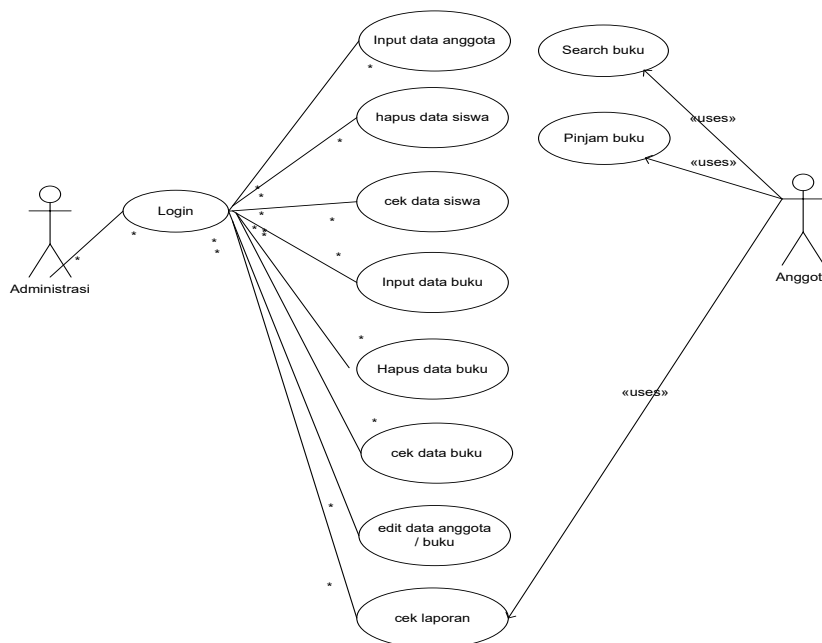 Input data anggota
Search buku
hapus data siswa
«uses»
Pinjam buku
«uses»
cek data siswa
Login
Input data buku
Administrasi
Anggot
Hapus data buku
«uses»
cek data buku
edit data anggota
/ buku
cek laporan